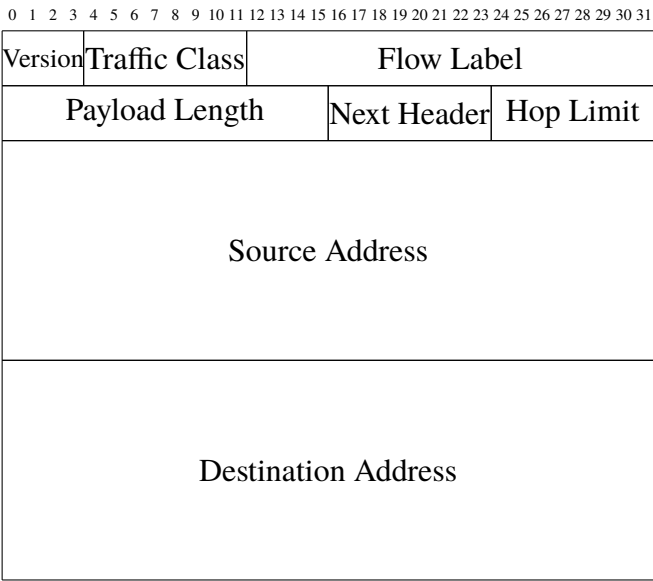 0 1 2 3 4 5 6 7 8 9 10 11 12 13 14 15 16 17 18 19 20 21 22 23 24 25 26 27 28 29 30 31
Version Traffic Class Flow Label
Payload Length Next Header Hop Limit
Source Address
Destination Address